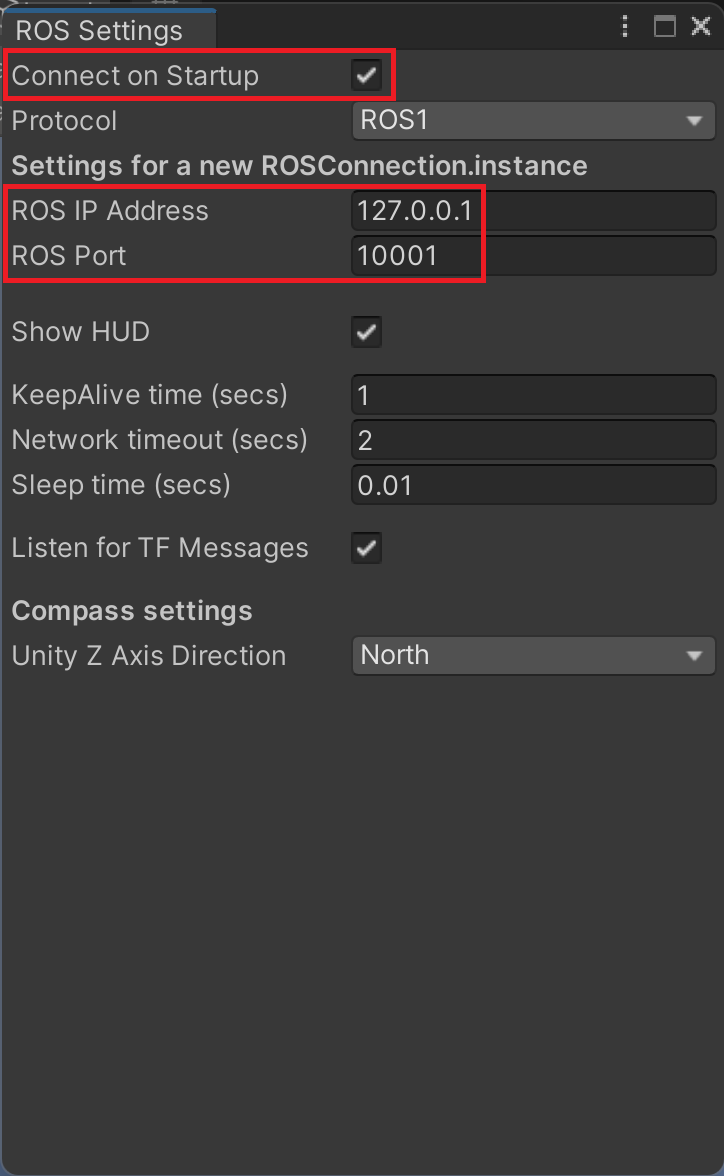 ROS Settings
Connect on Startup
Protocol ROS1
Settings for a new ROSConnection.instance
ROS IP Address 127.0.0.1
ROS Port 10001
Show HUD
KeepAlive time (secs) 1
Network timeout (secs) 2
Sleep time (secs) 0.01
Listen for TF Messages
Compass settings
Unity Z Axis Direction North